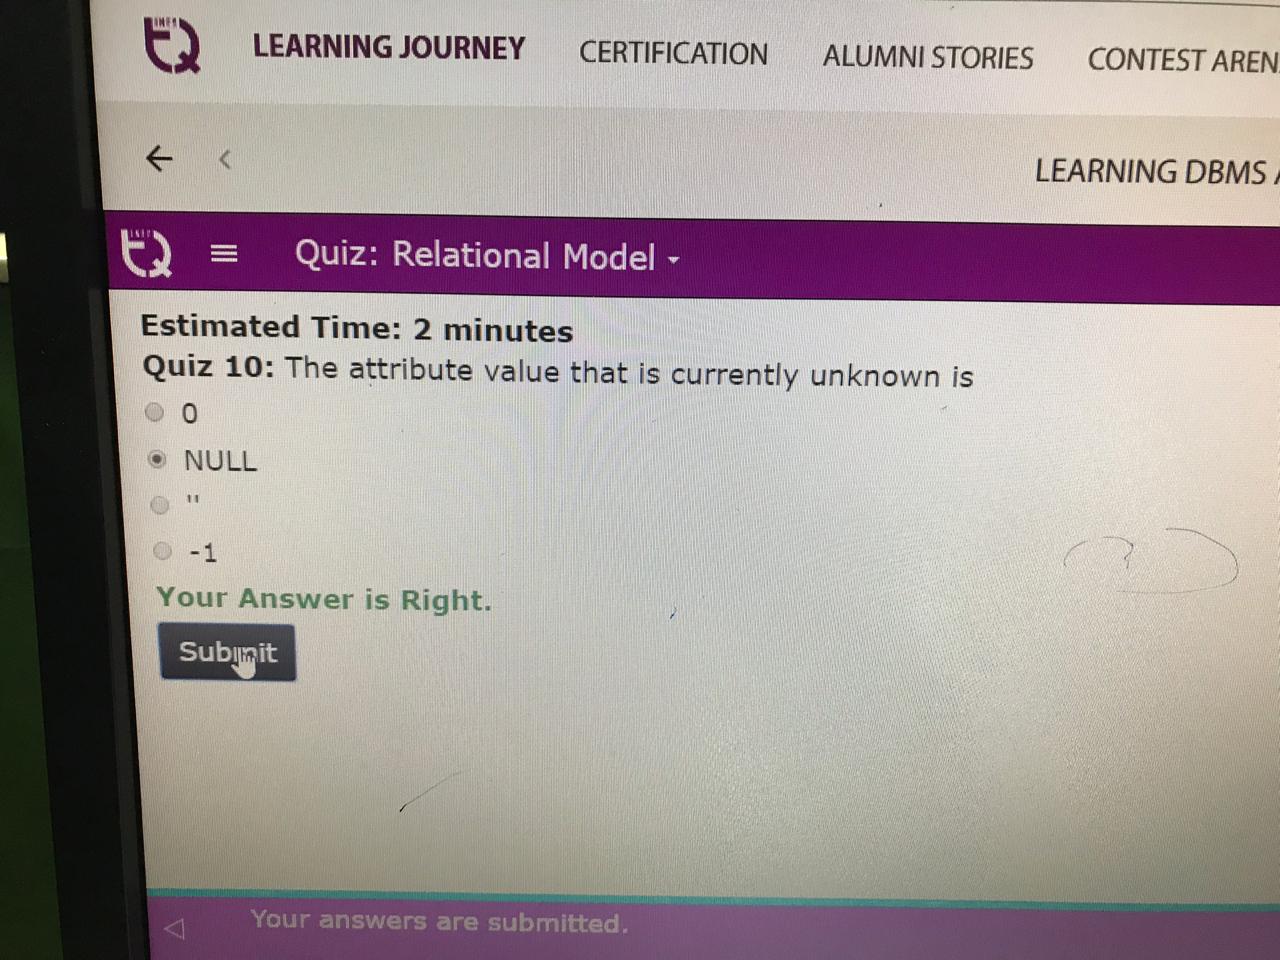 INFY TQ
LEARNING JOURNEY CERTIFICATION ALUMNI STORIES CONTEST AREN
LEARNING DBMS
Quiz: Relational Model
Estimated Time: 2 minutes
Quiz 10: The attribute value that is currently unknown is
0
NULL
''
-1
Your Answer is Right.
Submit
Your answers are submitted.